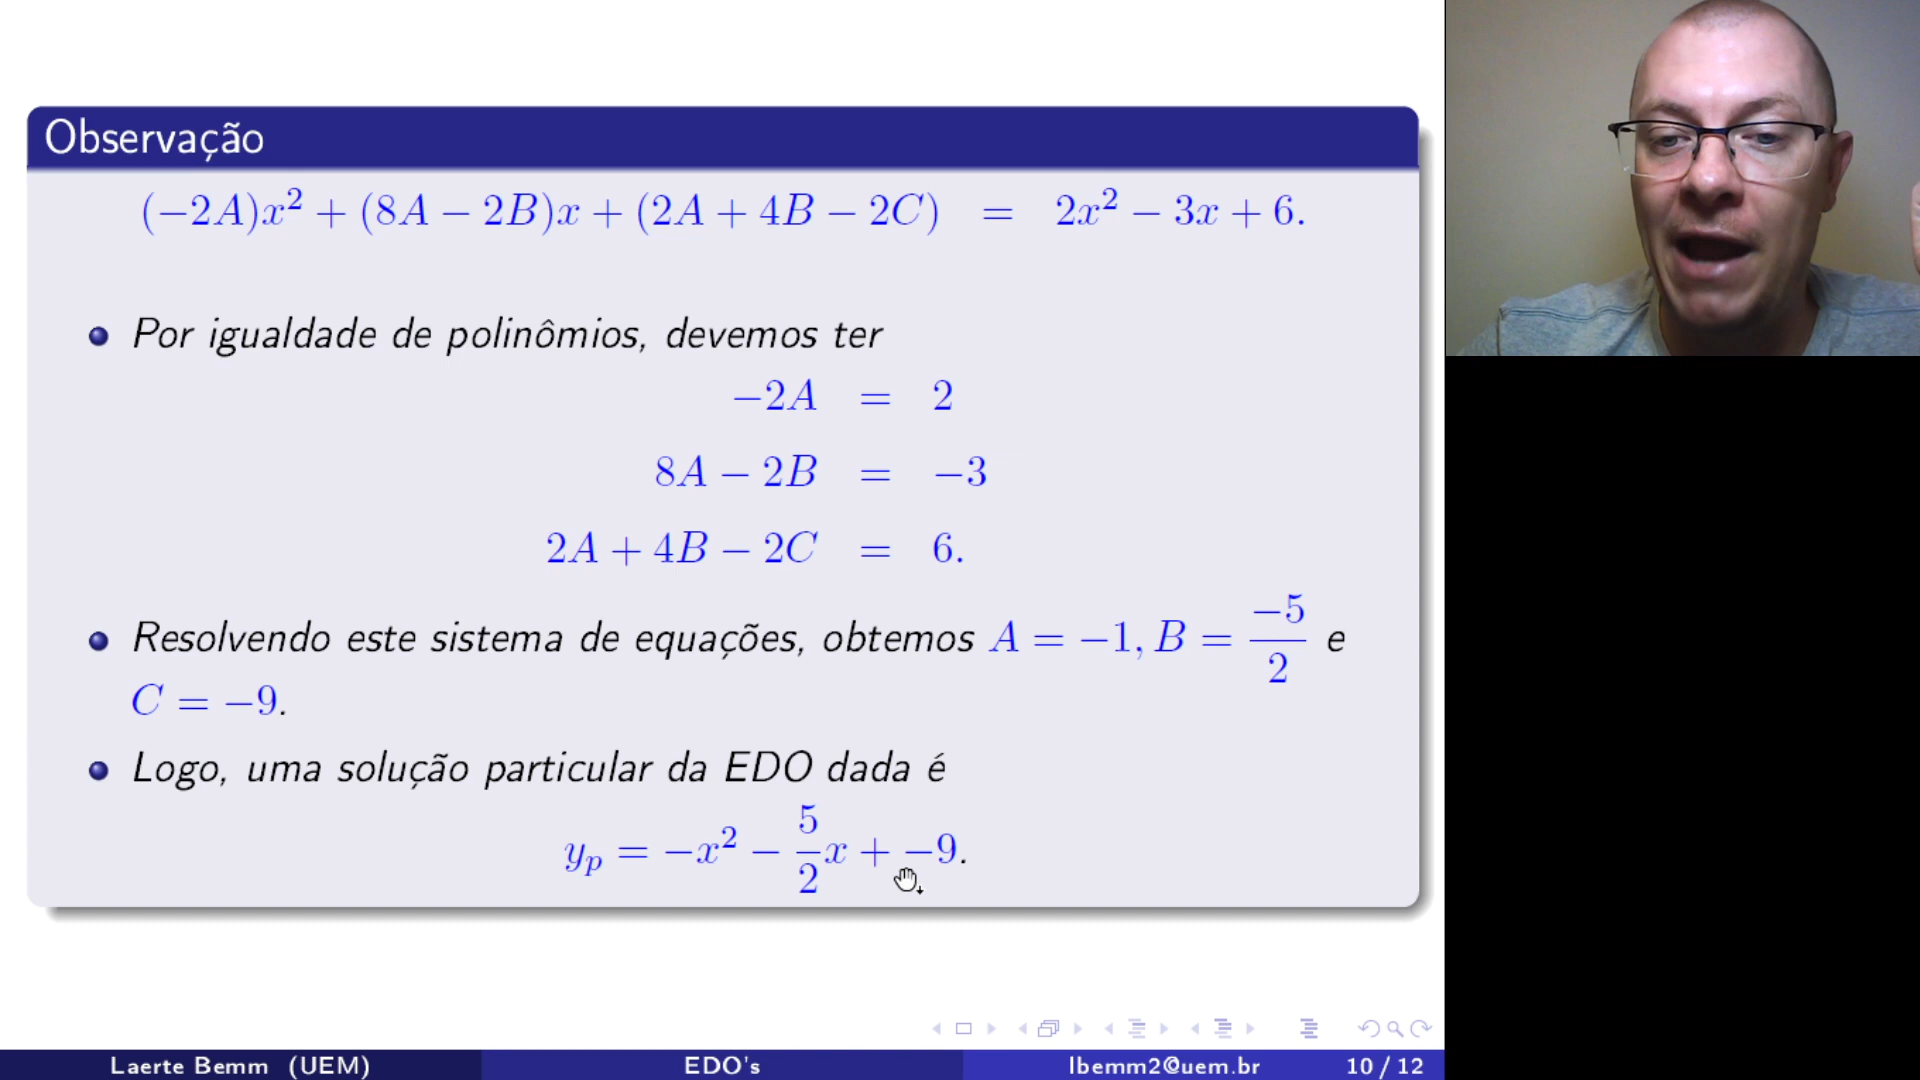 Observação
(−2A)x² + (8A − 2B)x + (2A + 4B − 2C) = 2x² − 3x + 6.
Por igualdade de polinômios, devemos ter
−2A = 2
8A − 2B = −3
2A + 4B − 2C = 6.
Resolvendo este sistema de equações, obtemos A = −1, B = −5/2 e
C = −9.
Logo, uma solução particular da EDO dada é
yₚ = −x² − 5/2 x + −9.
Laerte Bemm (UEM) EDO's lbemm2@uem.br 10 / 12